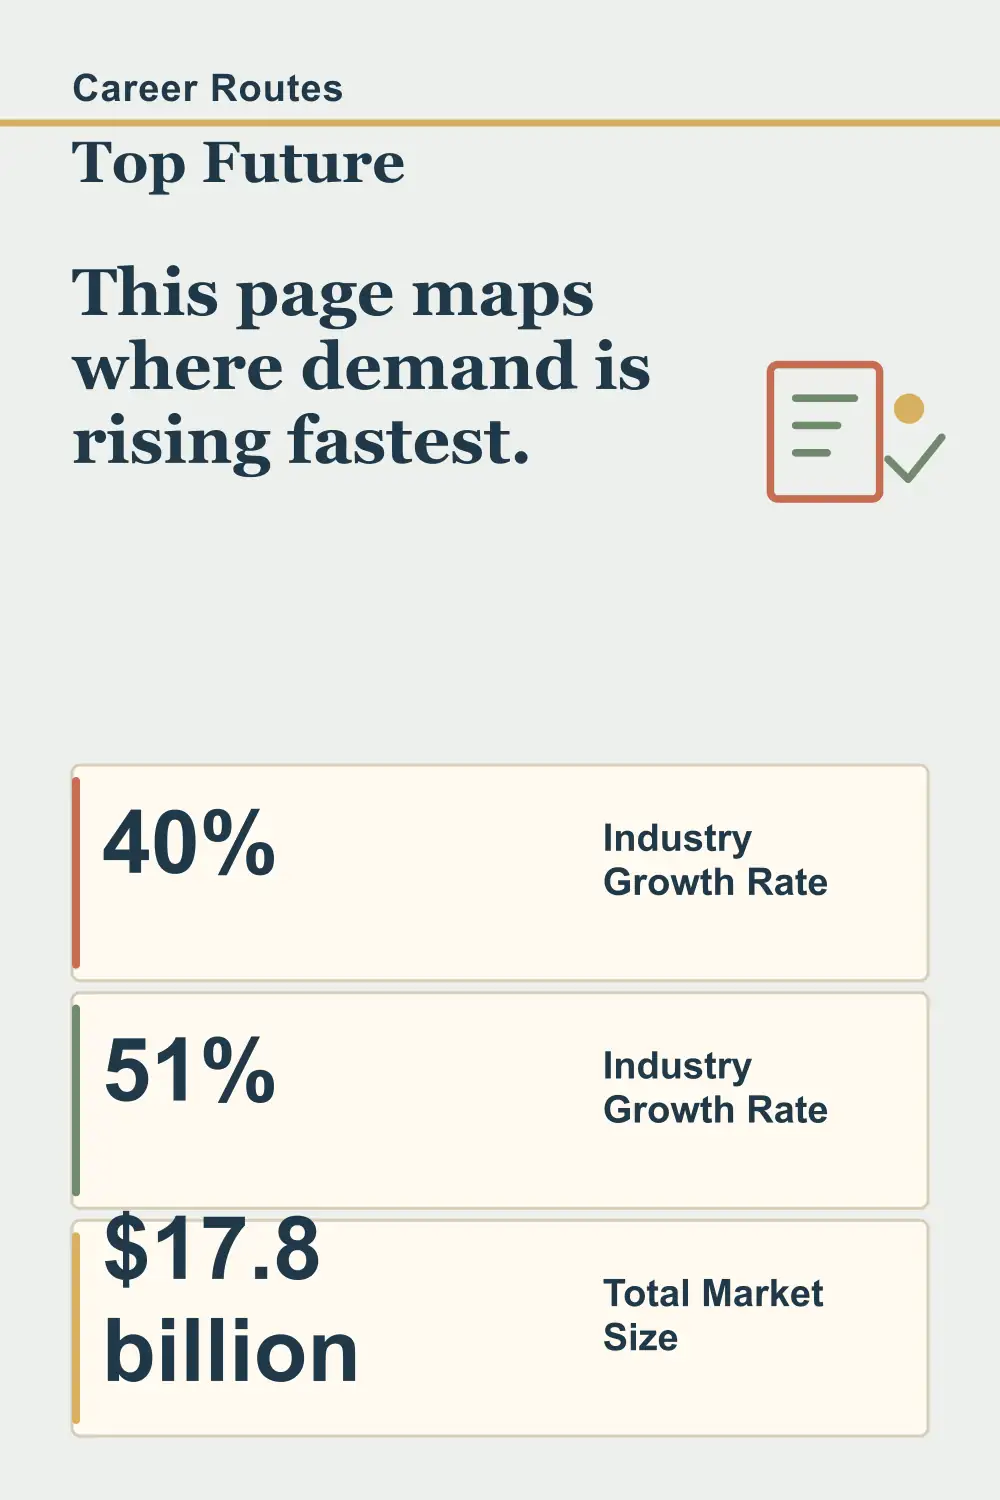 Career Routes
Top Future
This page maps
where demand is
rising fastest.
40%
Industry
Growth Rate
51%
Industry
Growth Rate
$17.8
billion
Total Market
Size